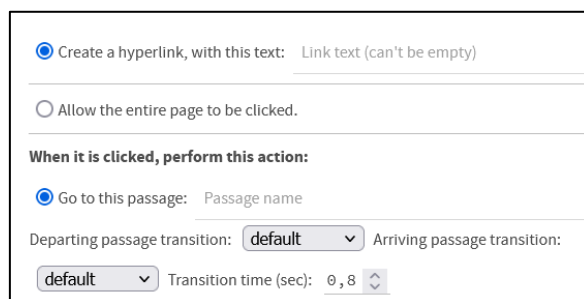 Create a hyperlink, with this text: Link text (can't be empty)
Allow the entire page to be clicked.
When it is clicked, perform this action:
Go to this passage: Passage name
Departing passage transition: default Arriving passage transition:
default Transition time (sec): 0,8